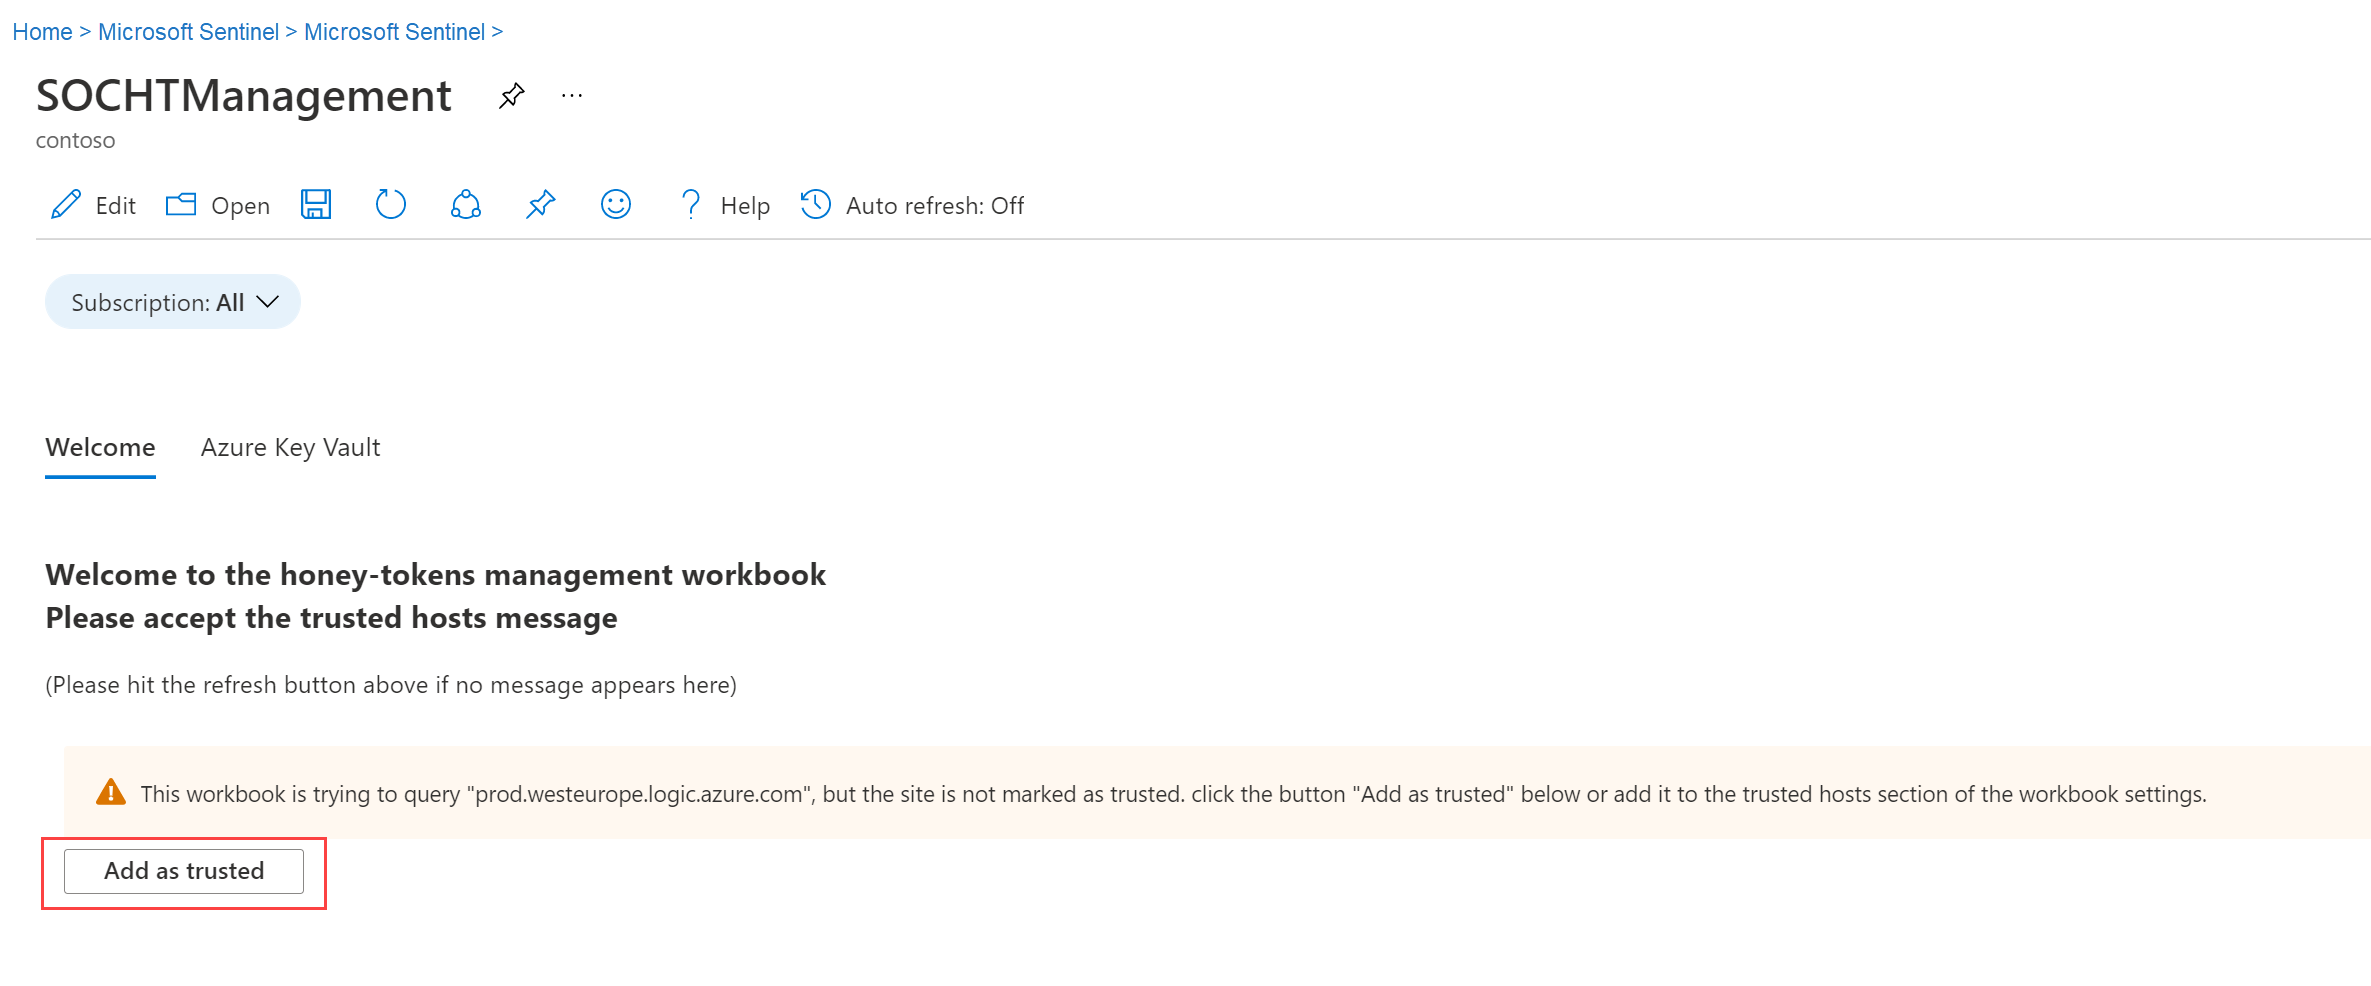 Home > Microsoft Sentinel > Microsoft Sentinel >
SOCHTManagement ...
contoso
Edit Open Help Auto refresh: Off
Subscription: All
Welcome Azure Key Vault
Welcome to the honey-tokens management workbook
Please accept the trusted hosts message
(Please hit the refresh button above if no message appears here)
This workbook is trying to query "prod.westeurope.logic.azure.com", but the site is not marked as trusted. click the button "Add as trusted" below or add it to the trusted hosts section of the workbook settings.
Add as trusted